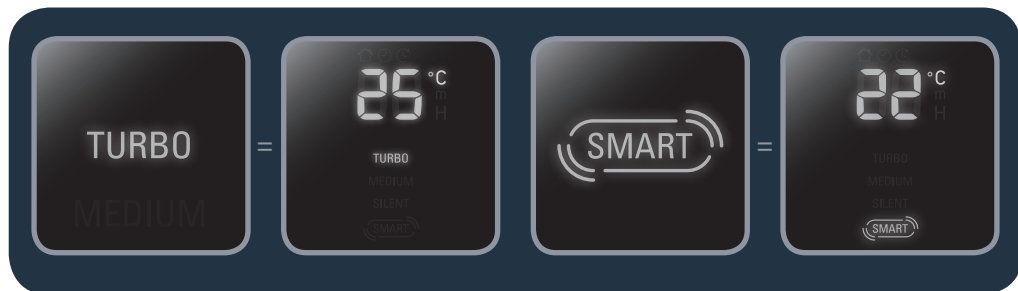 TURBO
MEDIUM
=
25 °C
E
H
TURBO
MEDIUM
SILENT
SMART
SMART
=
22 °C
E
H
TURBO
MEDIUM
SILENT
SMART